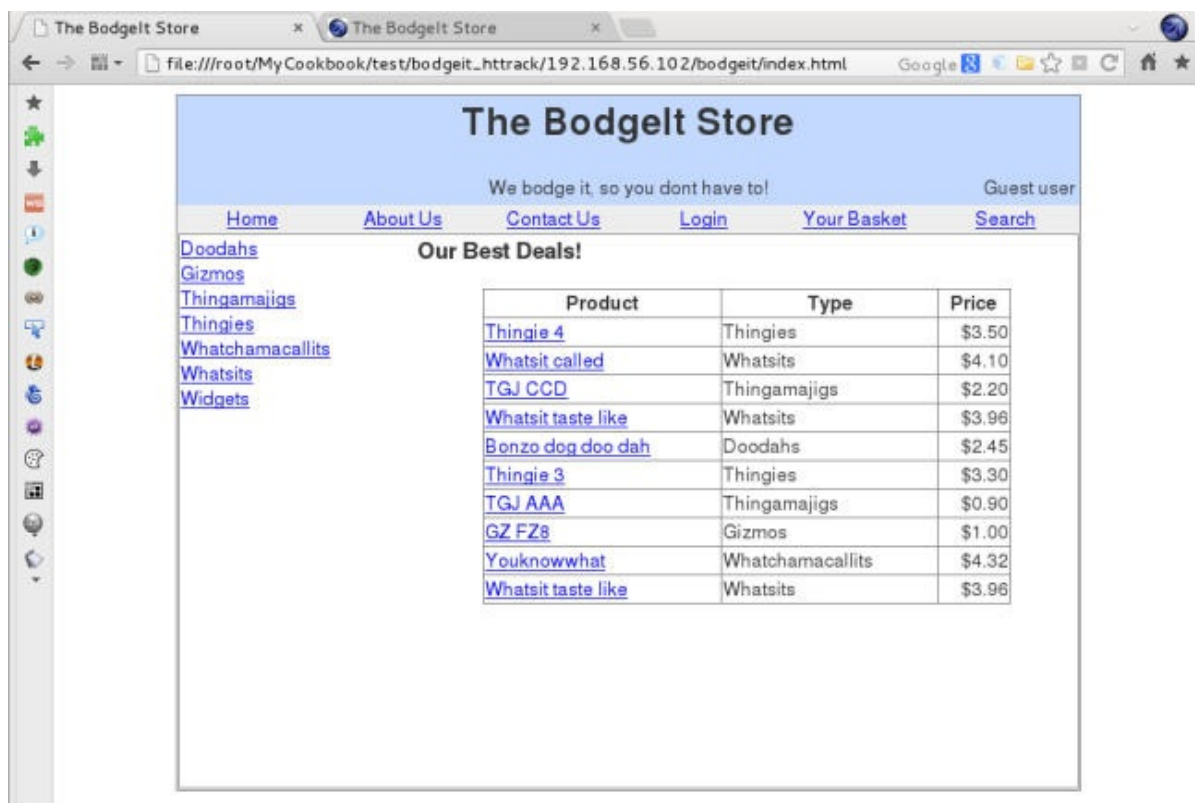 The BodgeIt Store The BodgeIt Store
file:///root/MyCookbook/test/bodgeit_httrack/192.168.56.102/bodgeit/index.html Google
The BodgeIt Store
We bodge it, so you dont have to! Guest user
Home About Us Contact Us Login Your Basket Search
Doodahs
Gizmos
Thingamajigs
Thingies
Whatchamacallits
Whatsits
Widgets
Our Best Deals!
Product Type Price
Thingie 4 Thingies $3.50
Whatsit called Whatsits $4.10
TGJ CCD Thingamajigs $2.20
Whatsit taste like Whatsits $3.96
Bonzo dog doo dah Doodahs $2.45
Thingie 3 Thingies $3.30
TGJ AAA Thingamajigs $0.90
GZ FZ8 Gizmos $1.00
Youknowwhat Whatchamacallits $4.32
Whatsit taste like Whatsits $3.96